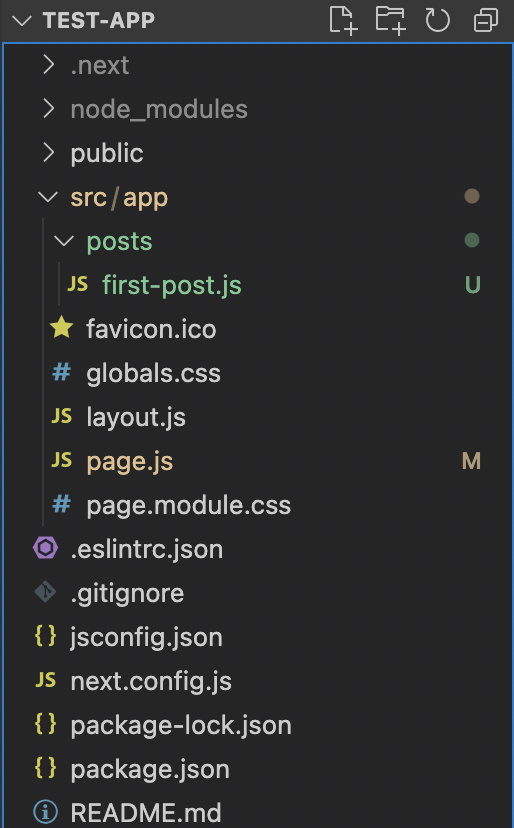 TEST-APP
.next
node_modules
public
src/app
posts
JS first-post.js U
favicon.ico
# globals.css
JS layout.js
JS page.js M
# page.module.css
.eslintrc.json
.gitignore
{} jsconfig.json
JS next.config.js
{} package-lock.json
{} package.json
README.md